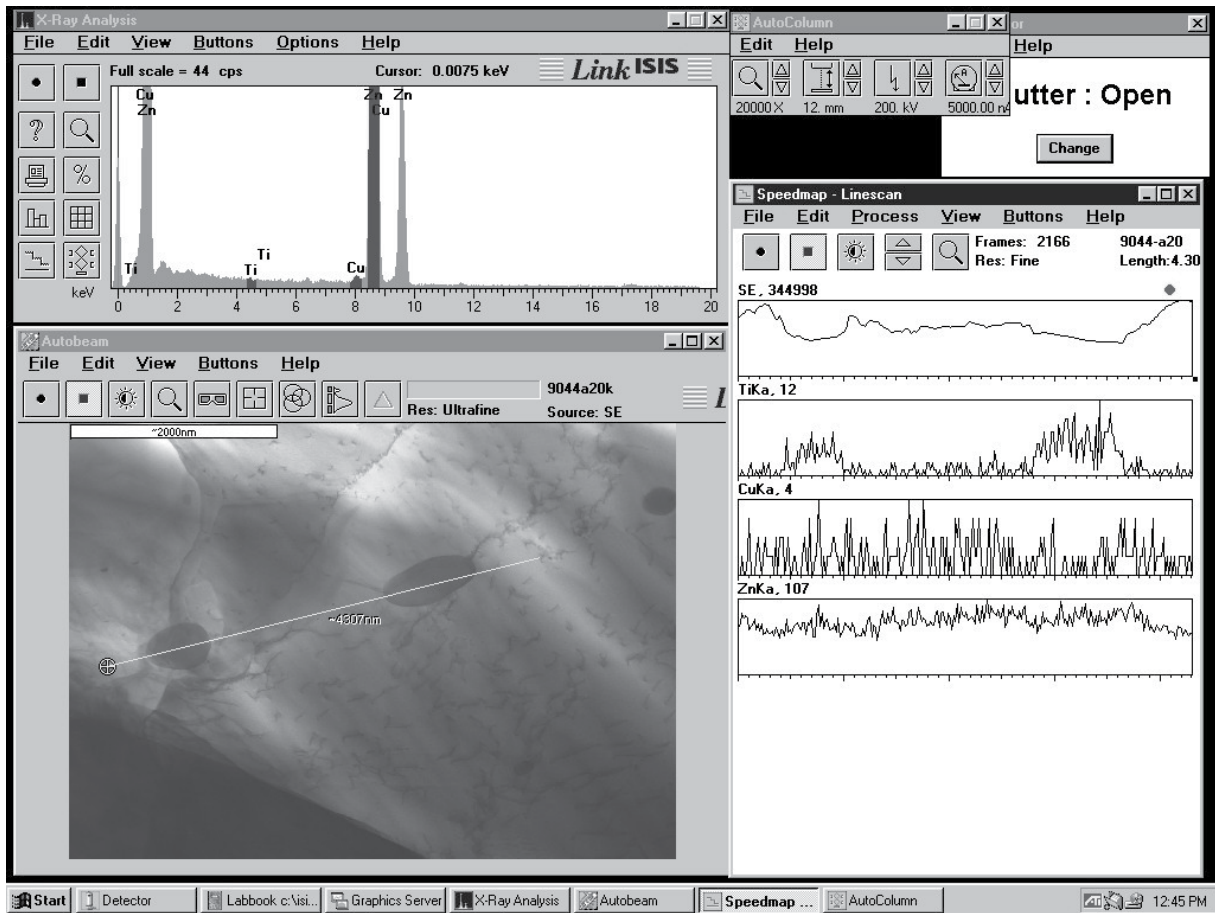 X-Ray Analysis
File Edit View Buttons Options Help
Full scale = 44 cps Cursor: 0.0075 keV Link ISIS
Cu Zn Zn
Zn Cu
Ti
Ti Ti Cu
keV 0 2 4 6 8 10 12 14 16 18 20
AutoColumn
Edit Help
20000 X 12. mm 200. kV 5000.00 nA
or
Help
utter : Open
Change
Autobeam
File Edit View Buttons Help
9044a20k
Res: Ultrafine Source: SE
~2000nm
~4307nm
Speedmap - Linescan
File Edit Process View Buttons Help
Frames: 2166 9044-a20
Res: Fine Length:4.30
SE, 344998
TiKa, 12
CuKa, 4
ZnKa, 107
Start Detector Labbook c:\isi... Graphics Server X-Ray Analysis Autobeam Speedmap ... AutoColumn 12:45 PM